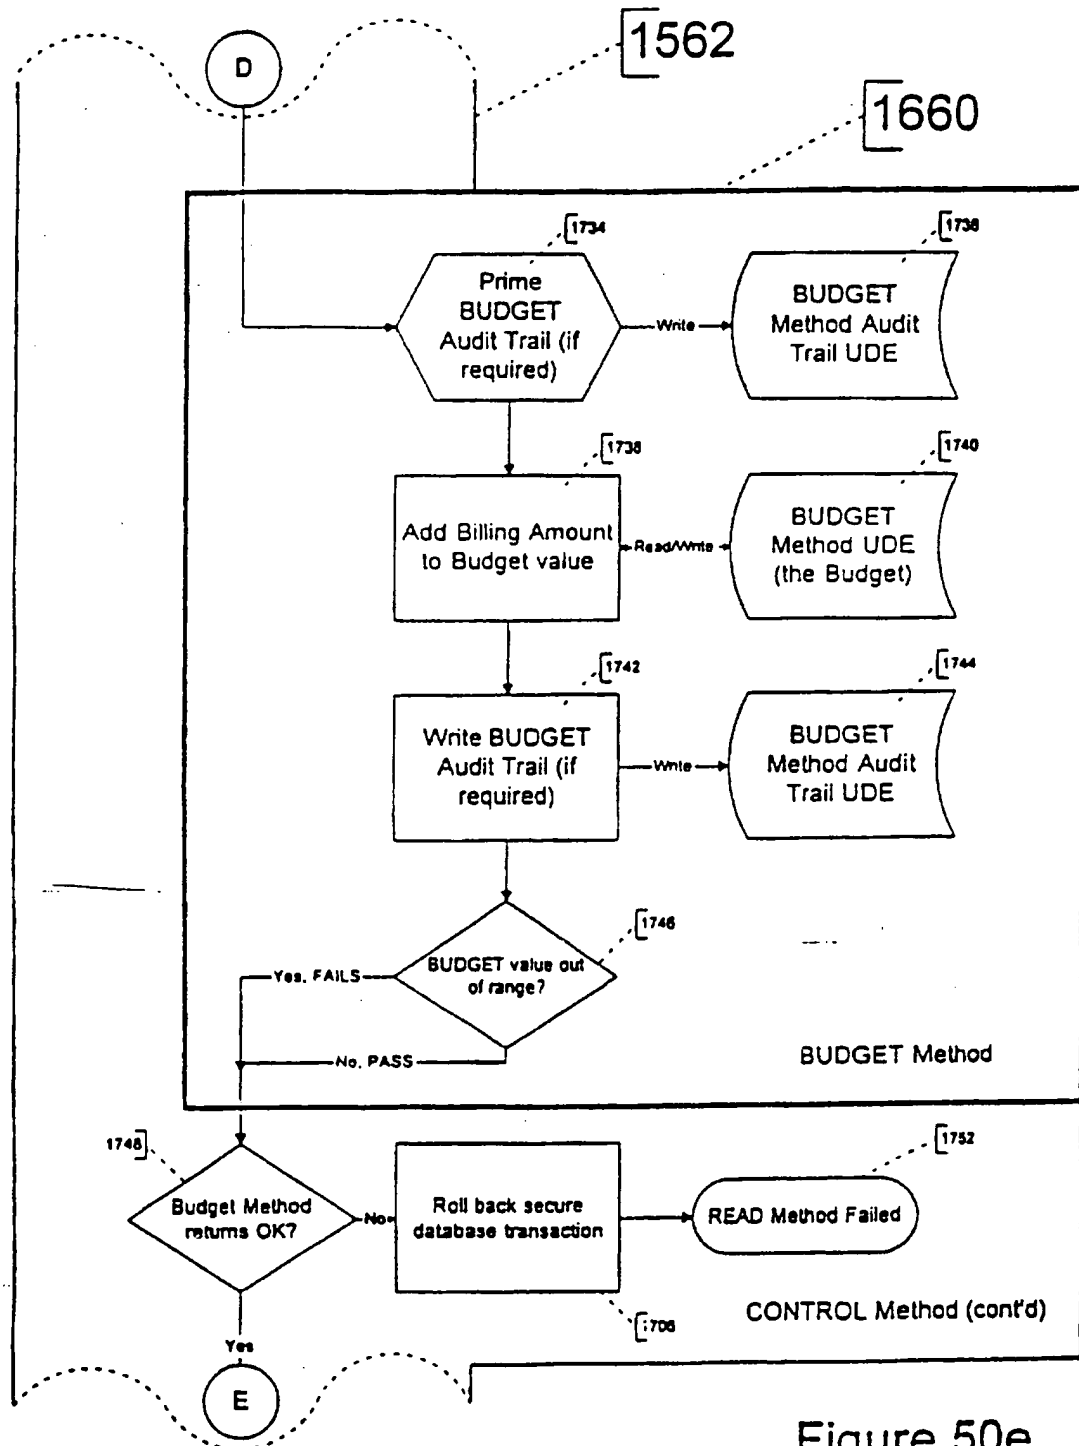 D
1562
1660
1734
Prime
BUDGET
Audit Trail (if
required)
Write
1736
BUDGET
Method Audit
Trail UDE
1738
Add Billing Amount
to Budget value
Read/Write
1740
BUDGET
Method UDE
(the Budget)
1742
Write BUDGET
Audit Trail (if
required)
Write
1744
BUDGET
Method Audit
Trail UDE
1746
BUDGET value out
of range?
Yes, FAILS
No, PASS
BUDGET Method
1748
Budget Method
returns OK?
No
Roll back secure
database transaction
1752
READ Method Failed
CONTROL Method (cont'd)
Yes
E
Figure 50e